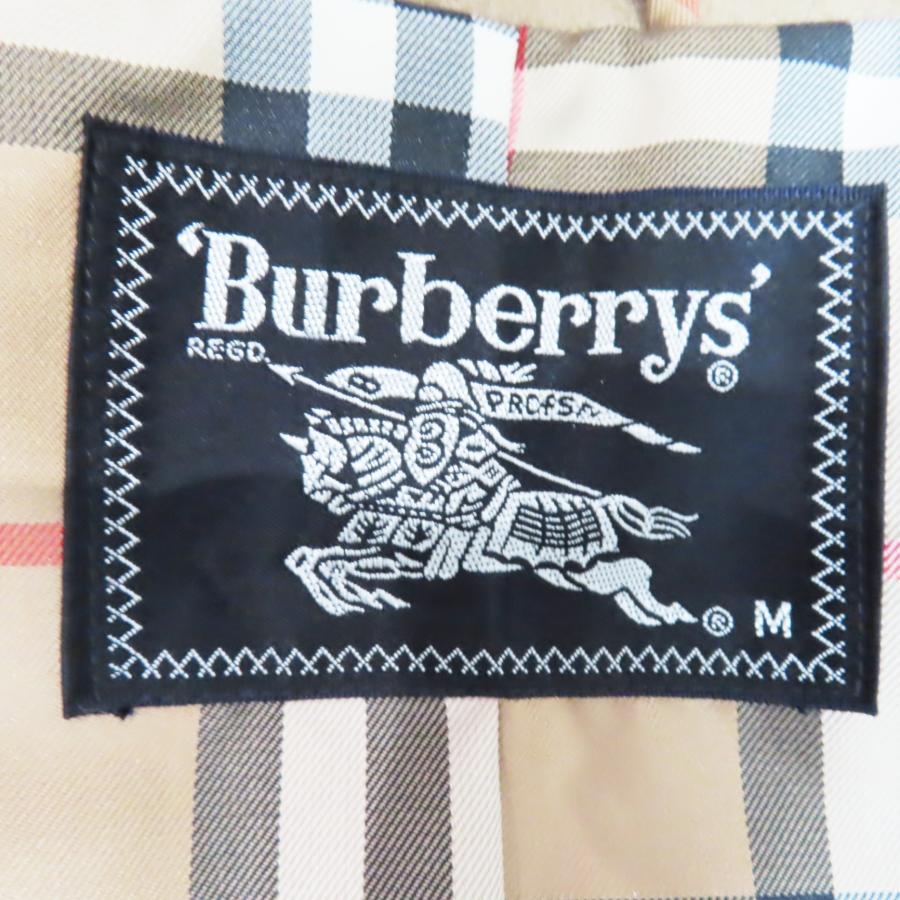 'Burberrys'
REGD.
®
B
PRORSUM
B
® M